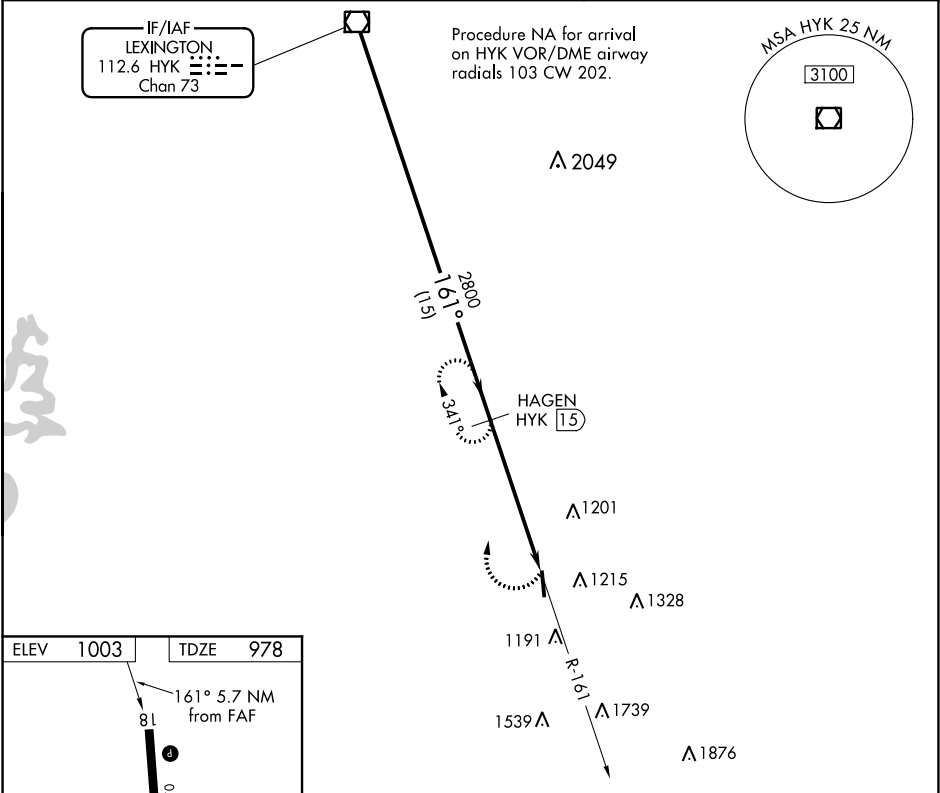 IF/IAF
LEXINGTON
112.6 HYK
Chan 73
Procedure NA for arrival
on HYK VOR/DME airway
radials 103 CW 202.
MSA HYK 25 NM
3100
2049
2800
161°
(15)
341°
HAGEN
HYK 15
1201
1215
1328
1191
R-161
1539
1739
1876
ELEV 1003
TDZE 978
161° 5.7 NM
from FAF
18
P